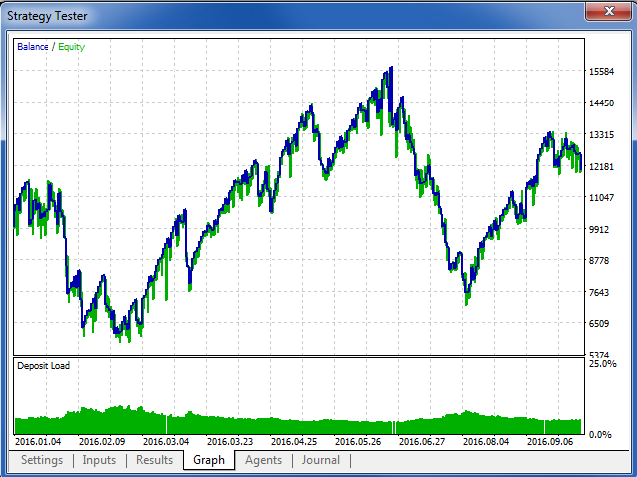 Strategy Tester
Balance / Equity
15584
14450
13315
12181
11047
9912
8778
7643
6509
5374
Deposit Load
25.0%
0.0%
2016.01.04 2016.02.09 2016.03.04 2016.03.23 2016.04.25 2016.05.26 2016.06.27 2016.08.04 2016.09.06
Settings Inputs Results Graph Agents Journal